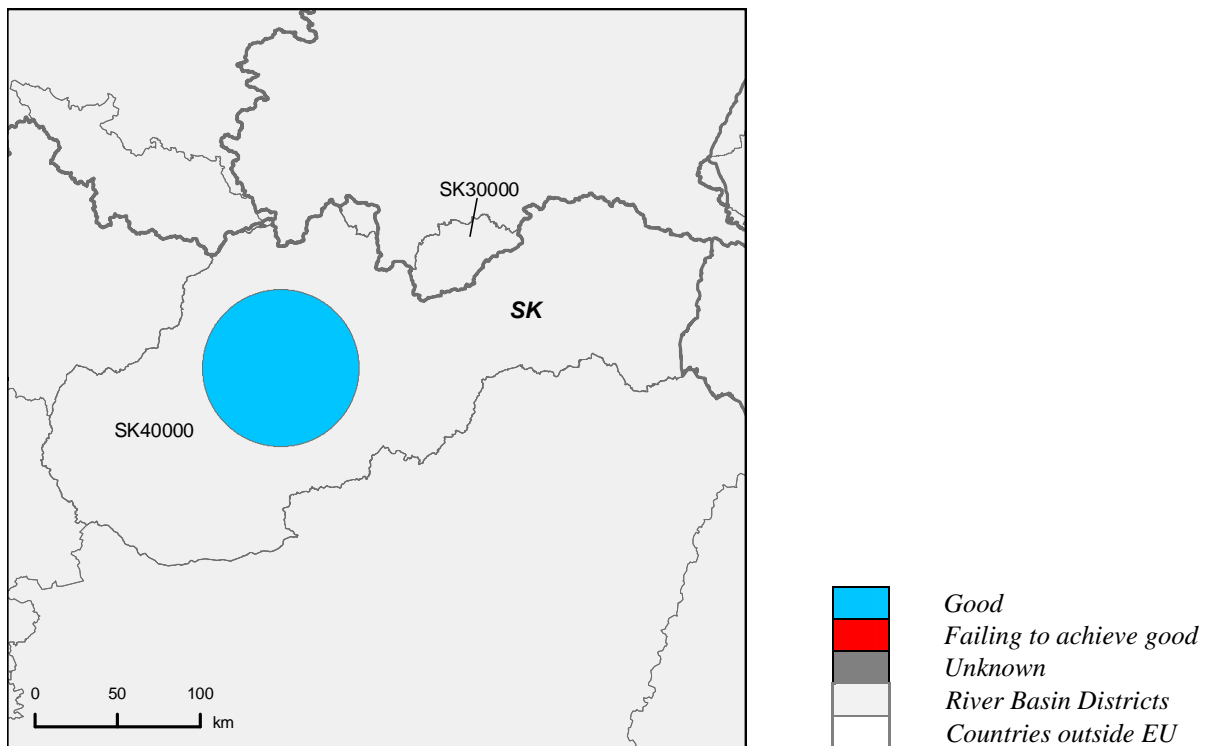 SK30000
SK
SK40000
0 50 100
km
Good
Failing to achieve good
Unknown
River Basin Districts
Countries outside EU